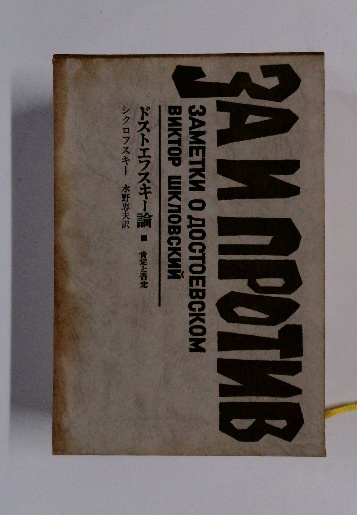 ЗА И ПРОТИВ
ЗАМЕТКИ О ДОСТОЕВСКОМ
ВИКТОР ШКЛОВСКИЙ
ドストエフスキー論 ■ 肯定と否定
シクロフスキー 水野忠夫訳